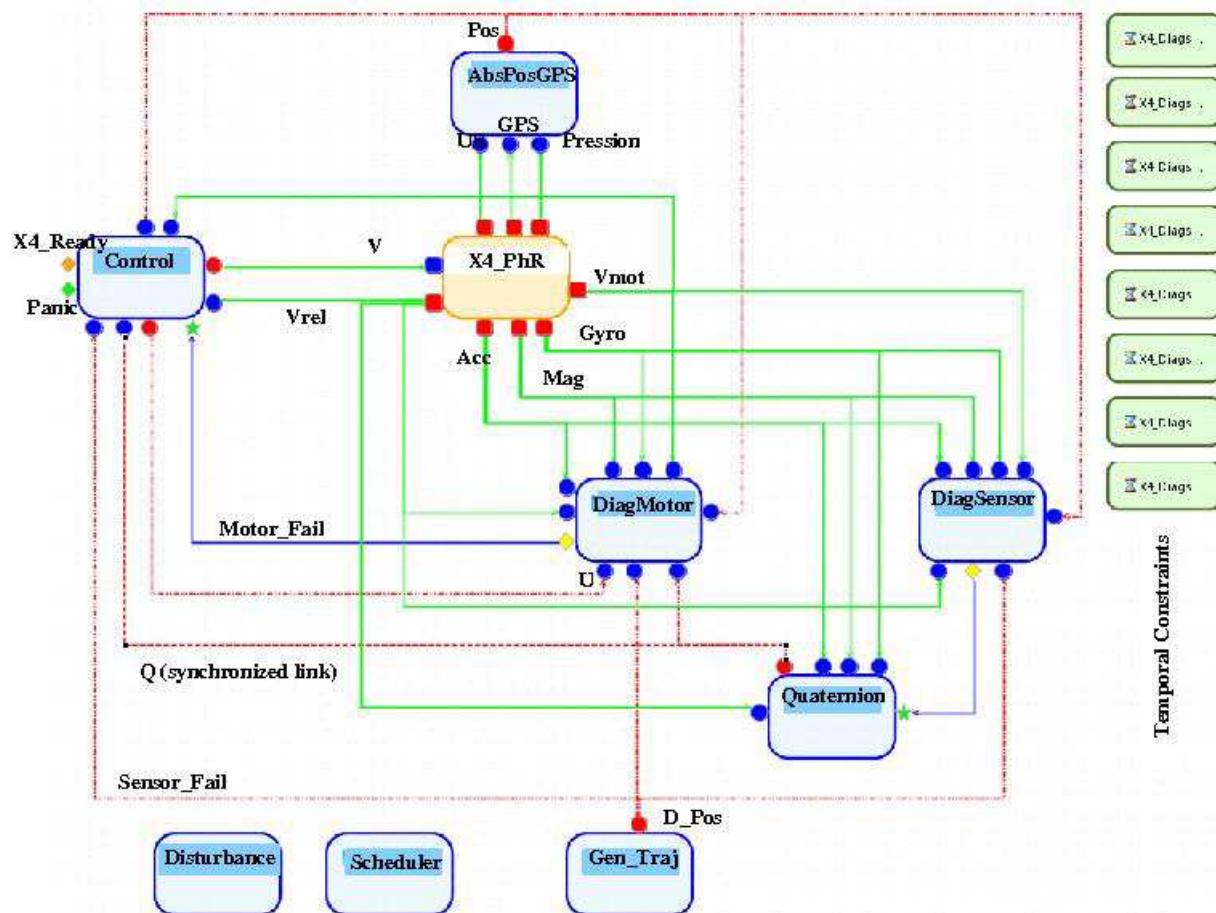 Pos
AbsPosGPS
GPS
Pression
X4_Ready
Control
V
X4_PhR
Vmot
Panic
Vrel
Gyro
Acc
Mag
DiagMotor
DiagSensor
Motor_Fail
U
Q (synchronized link)
Quaternion
Sensor_Fail
D_Pos
Disturbance
Scheduler
Gen_Traj
X4_Diags ..
X4_Diags ..
X4_Diags ..
X4_Diags ..
X4_Diags
X4_Diags ..
X4_Diags
X4_Diags
Temporal Constraints